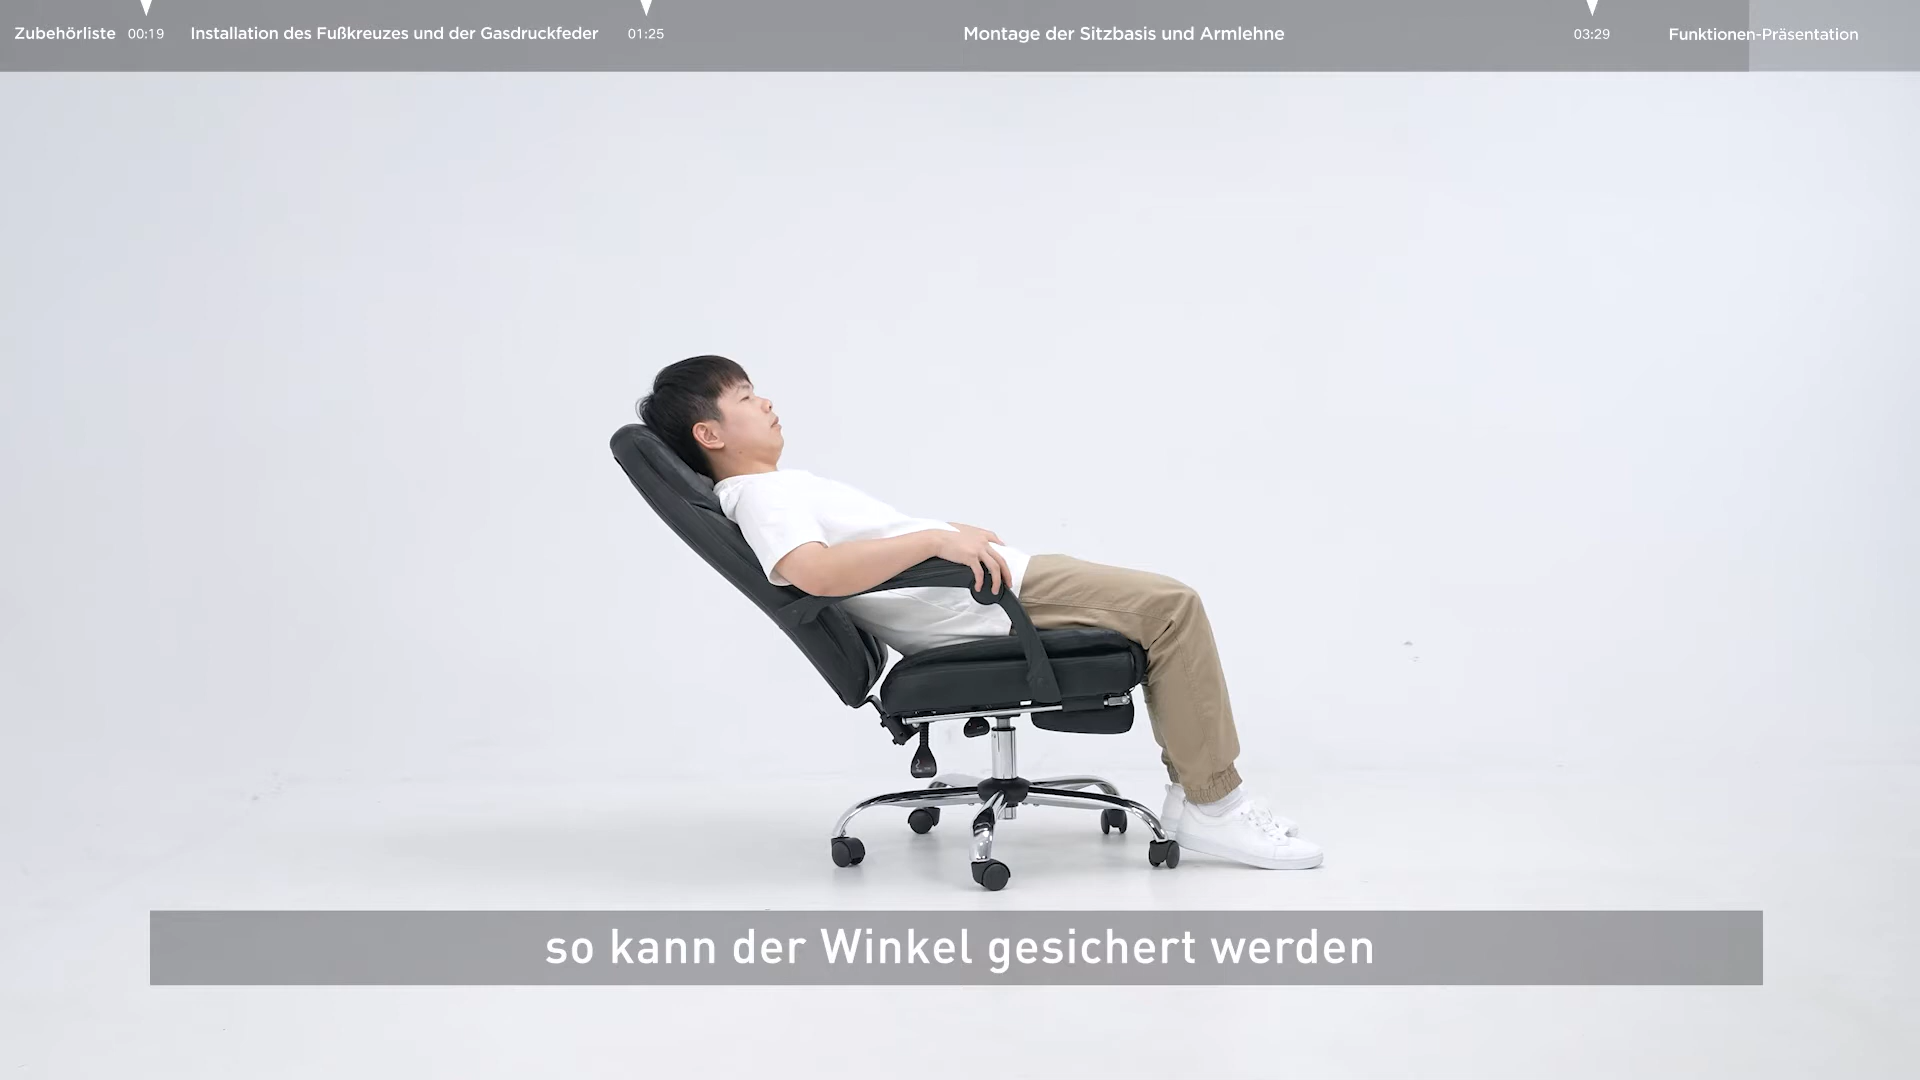 Zubehörliste 00:19 Installation des Fußkreuzes und der Gasdruckfeder 01:25 Montage der Sitzbasis und Armlehne 03:29 Funktionen-Präsentation
so kann der Winkel gesichert werden